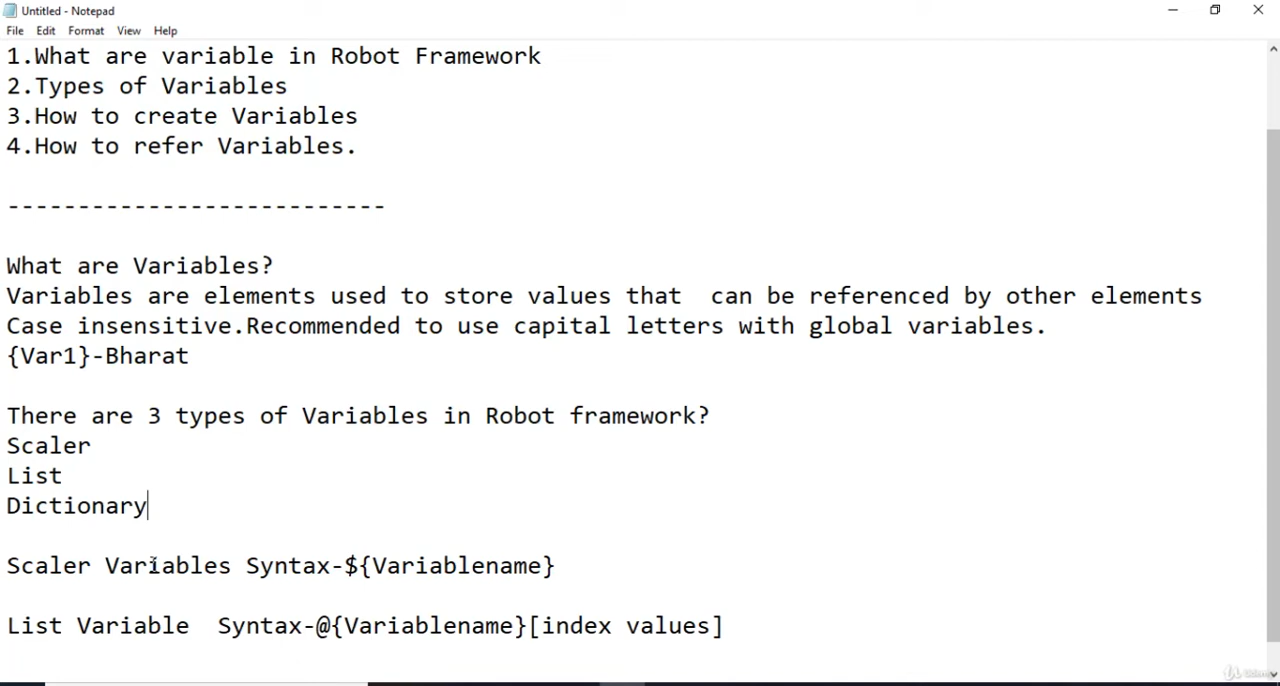 Untitled - Notepad
File Edit Format View Help
1.What are variable in Robot Framework
2.Types of Variables
3.How to create Variables
4.How to refer Variables.
---------------------------
What are Variables?
Variables are elements used to store values that  can be referenced by other elements
Case insensitive.Recommended to use capital letters with global variables.
{Var1}-Bharat
There are 3 types of Variables in Robot framework?
Scaler
List
Dictionary
Scaler Variables Syntax-${Variablename}
List Variable  Syntax-@{Variablename}[index values]